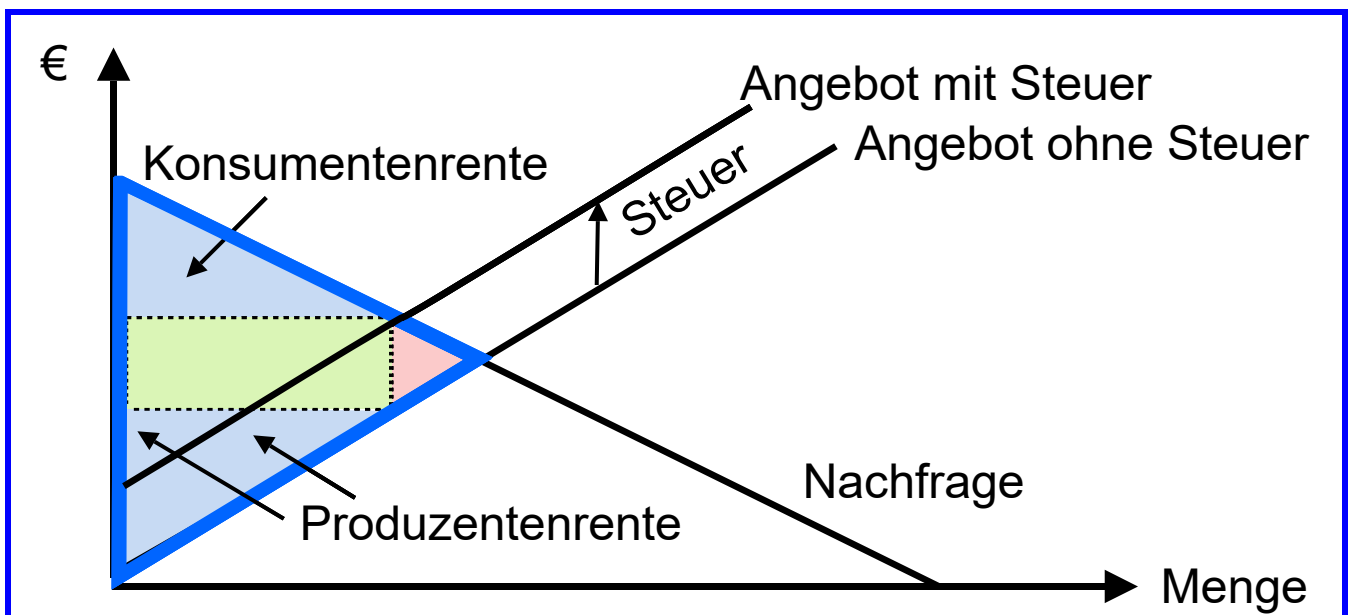 €
Angebot mit Steuer
Angebot ohne Steuer
Konsumentenrente
Steuer
Nachfrage
Produzentenrente
Menge